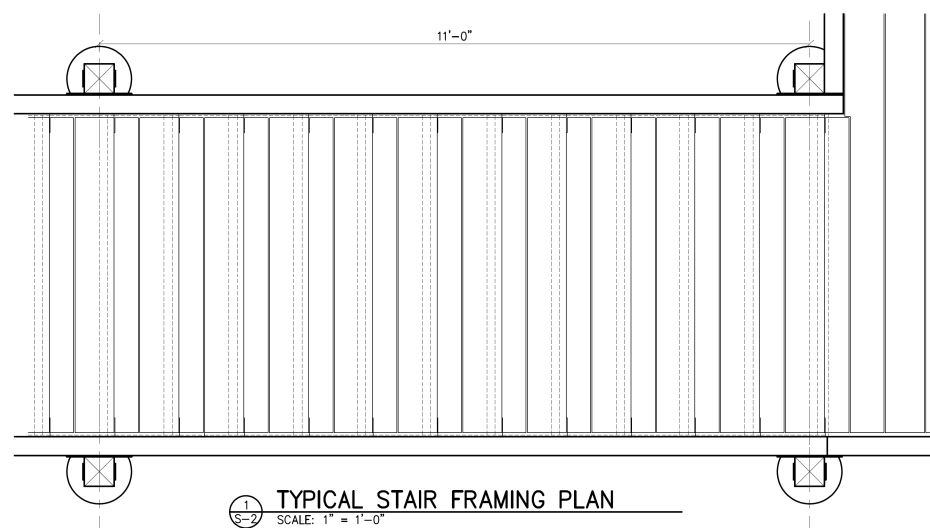 11'-0"
1
S-2
TYPICAL STAIR FRAMING PLAN
SCALE: 1" = 1'-0"